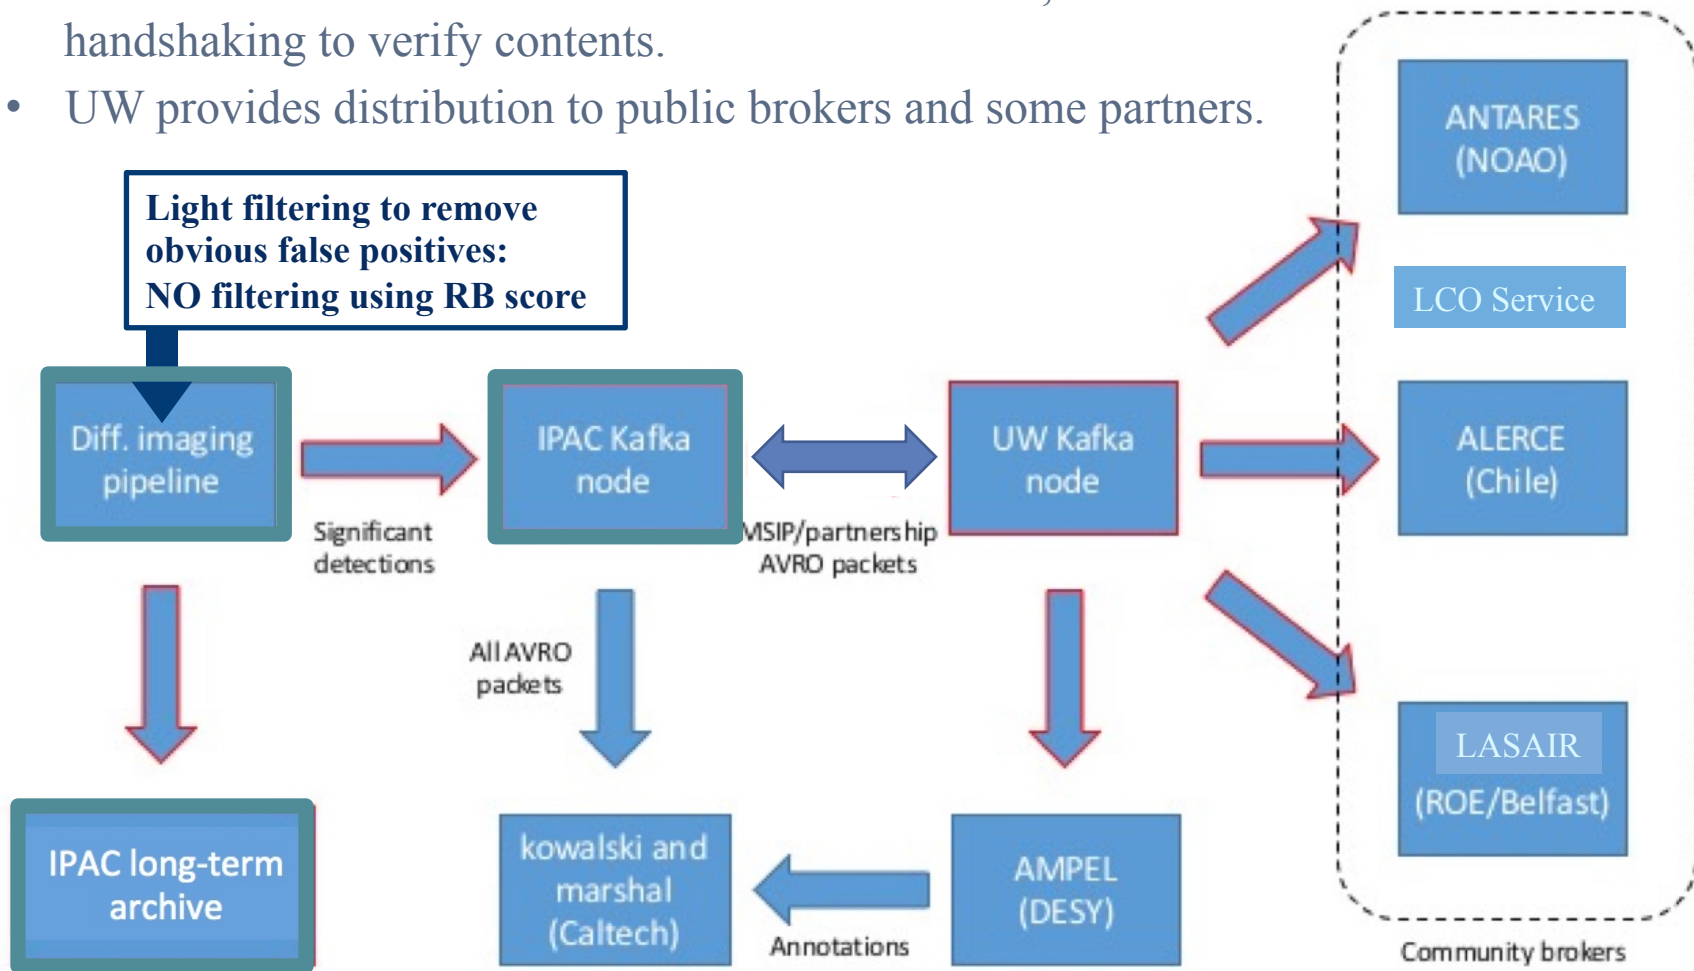 handshaking to verify contents.
• UW provides distribution to public brokers and some partners.
Light filtering to remove
obvious false positives:
NO filtering using RB score
Diff. imaging
pipeline
Significant
detections
IPAC Kafka
node
MSIP/partnership
AVRO packets
UW Kafka
node
ANTARES
(NOAO)
LCO Service
ALERCE
(Chile)
LASAIR
(ROE/Belfast)
Community brokers
All AVRO
packets
IPAC long-term
archive
kowalski and
marshal
(Caltech)
Annotations
AMPEL
(DESY)